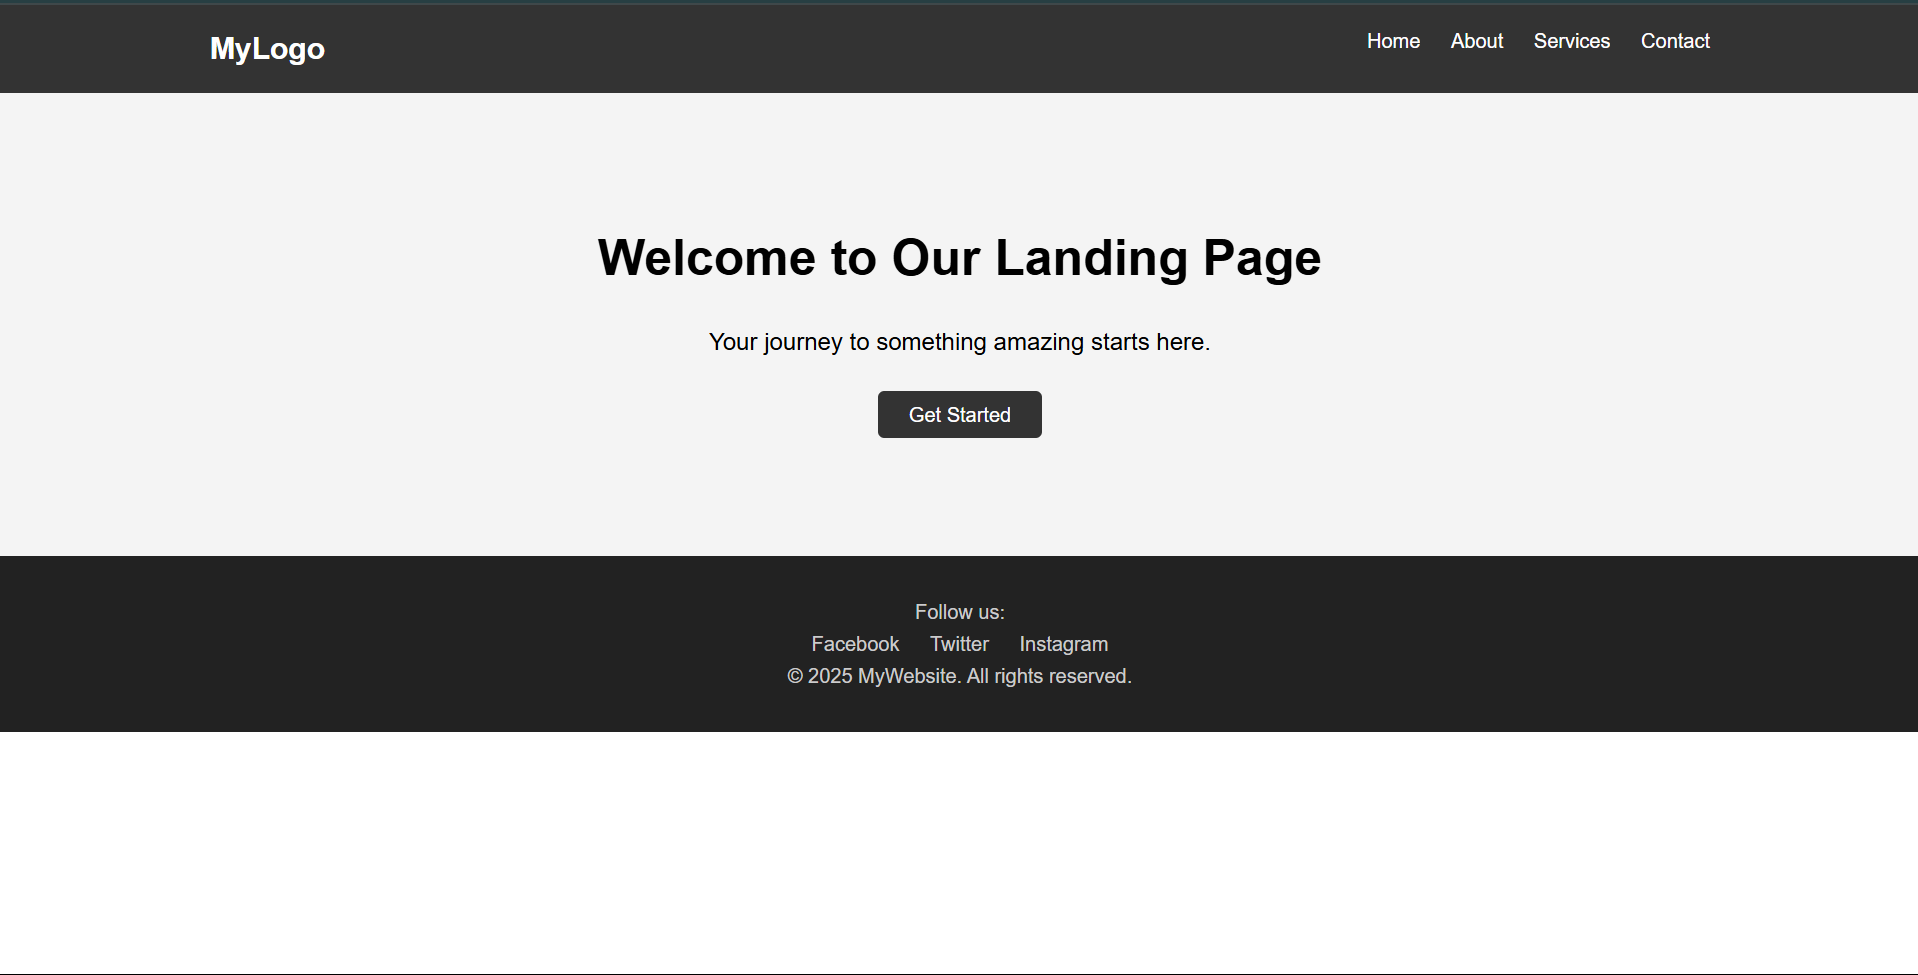 MyLogo
Home About Services Contact
Welcome to Our Landing Page
Your journey to something amazing starts here.
Get Started
Follow us:
Facebook Twitter Instagram
© 2025 MyWebsite. All rights reserved.